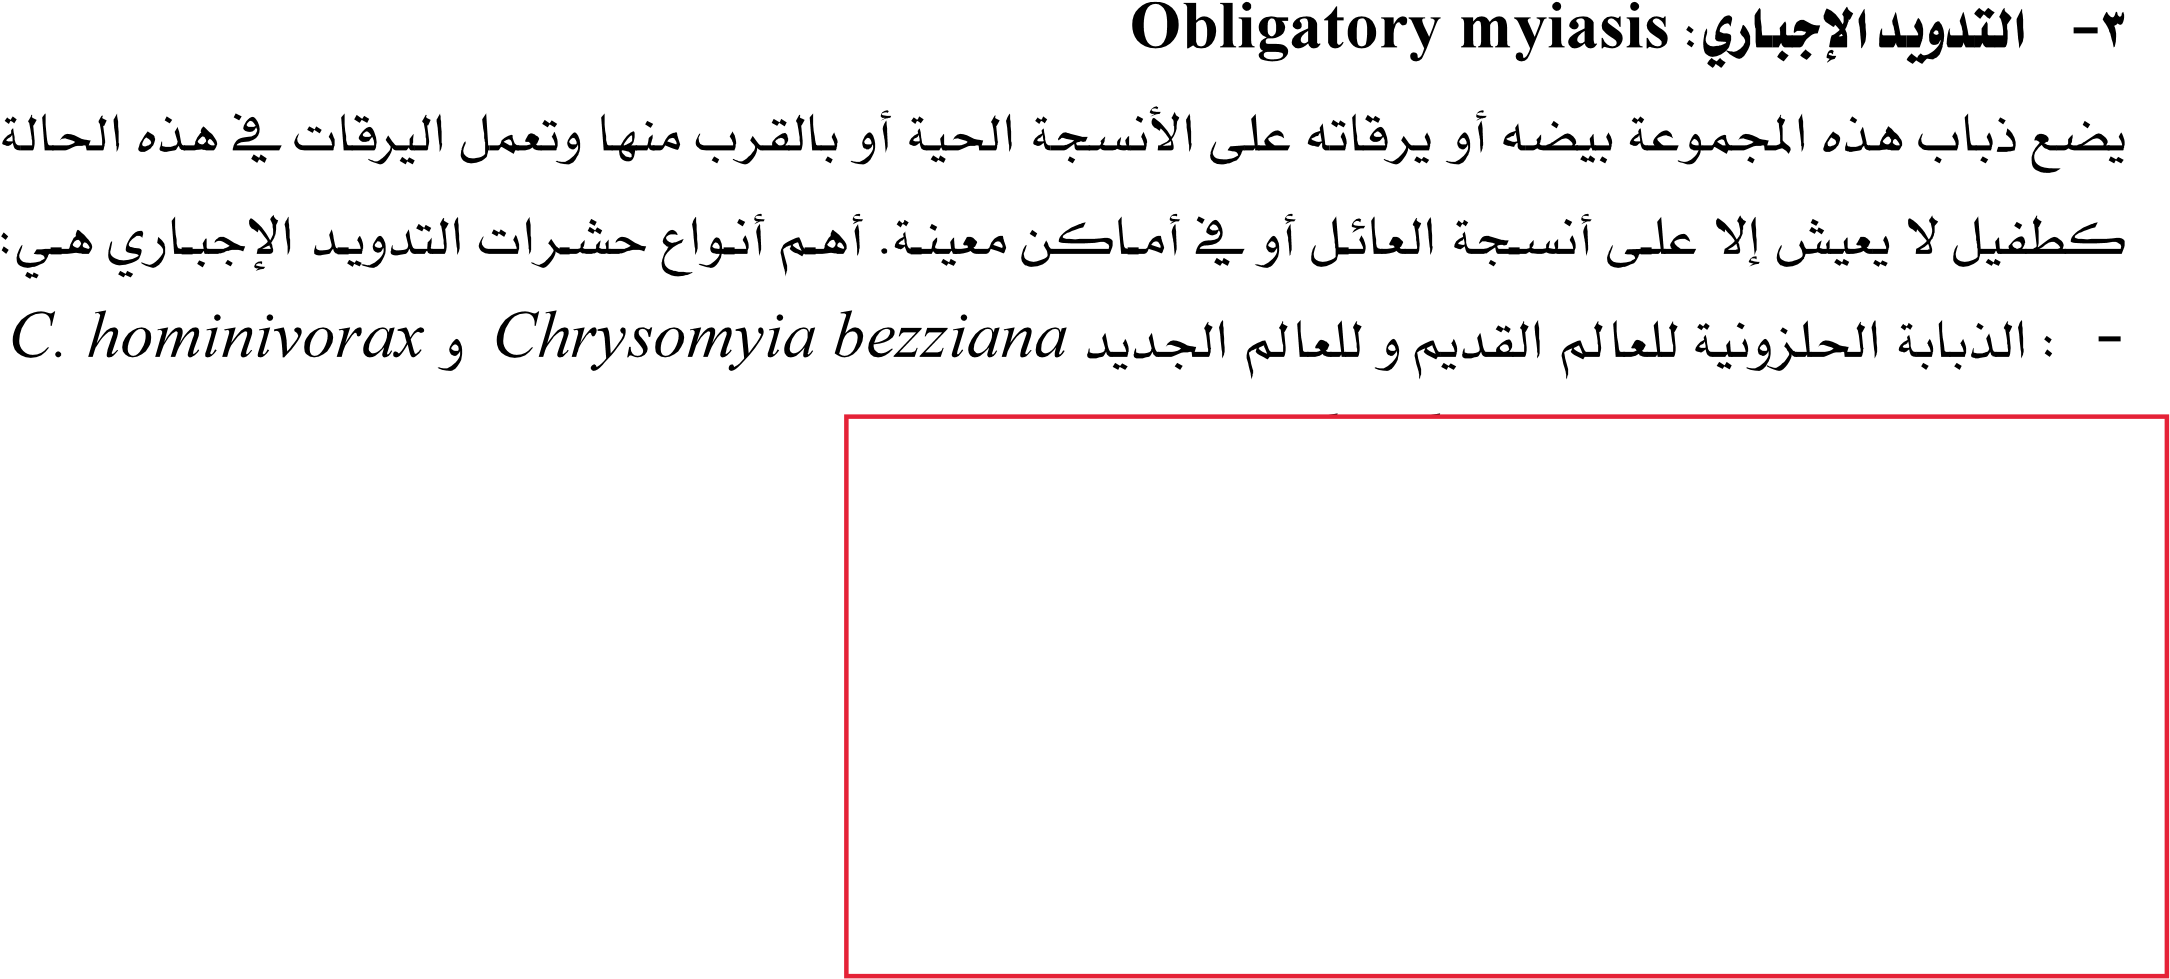 ٣- التدويد الإجباري: Obligatory myiasis
يضع ذباب هذه المجموعة بيضه أو يرقاته على الأنسجة الحية أو بالقرب منها وتعمل اليرقات في هذه الحالة
كطفيل لا يعيش إلا على أنسجة العائل أو في أماكن معينة. أهم أنواع حشرات التدويد الإجباري هي:
- : الذبابة الحلزونية للعالم القديم و للعالم الجديد Chrysomyia bezziana و C. hominivorax